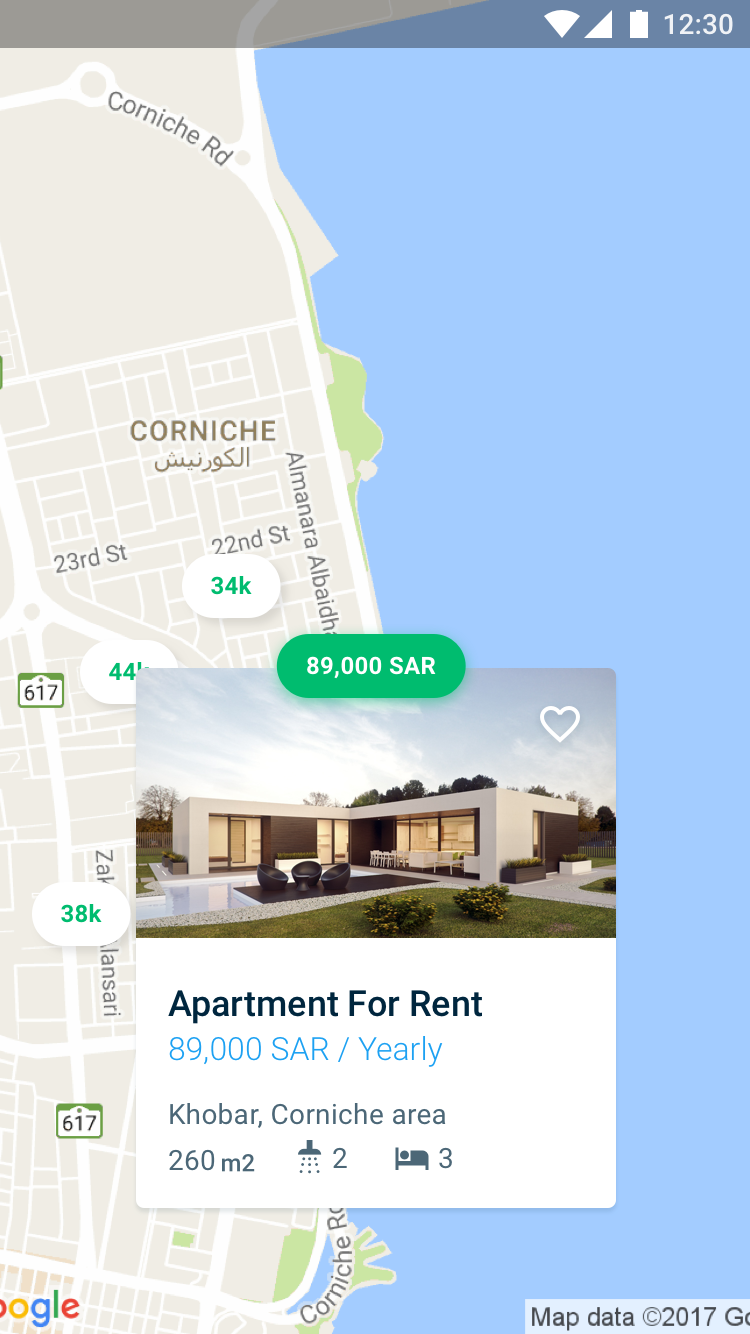 12:30
Corniche Rd
CORNICHE
الكورنيش
Almanara Albaidha
22nd St
23rd St
34k
89,000 SAR
44k
617
Zak
38k
lansari
Apartment For Rent
89,000 SAR / Yearly
Khobar, Corniche area
260 m2 2 3
617
Corniche Ro
oogle
Map data ©2017 Go